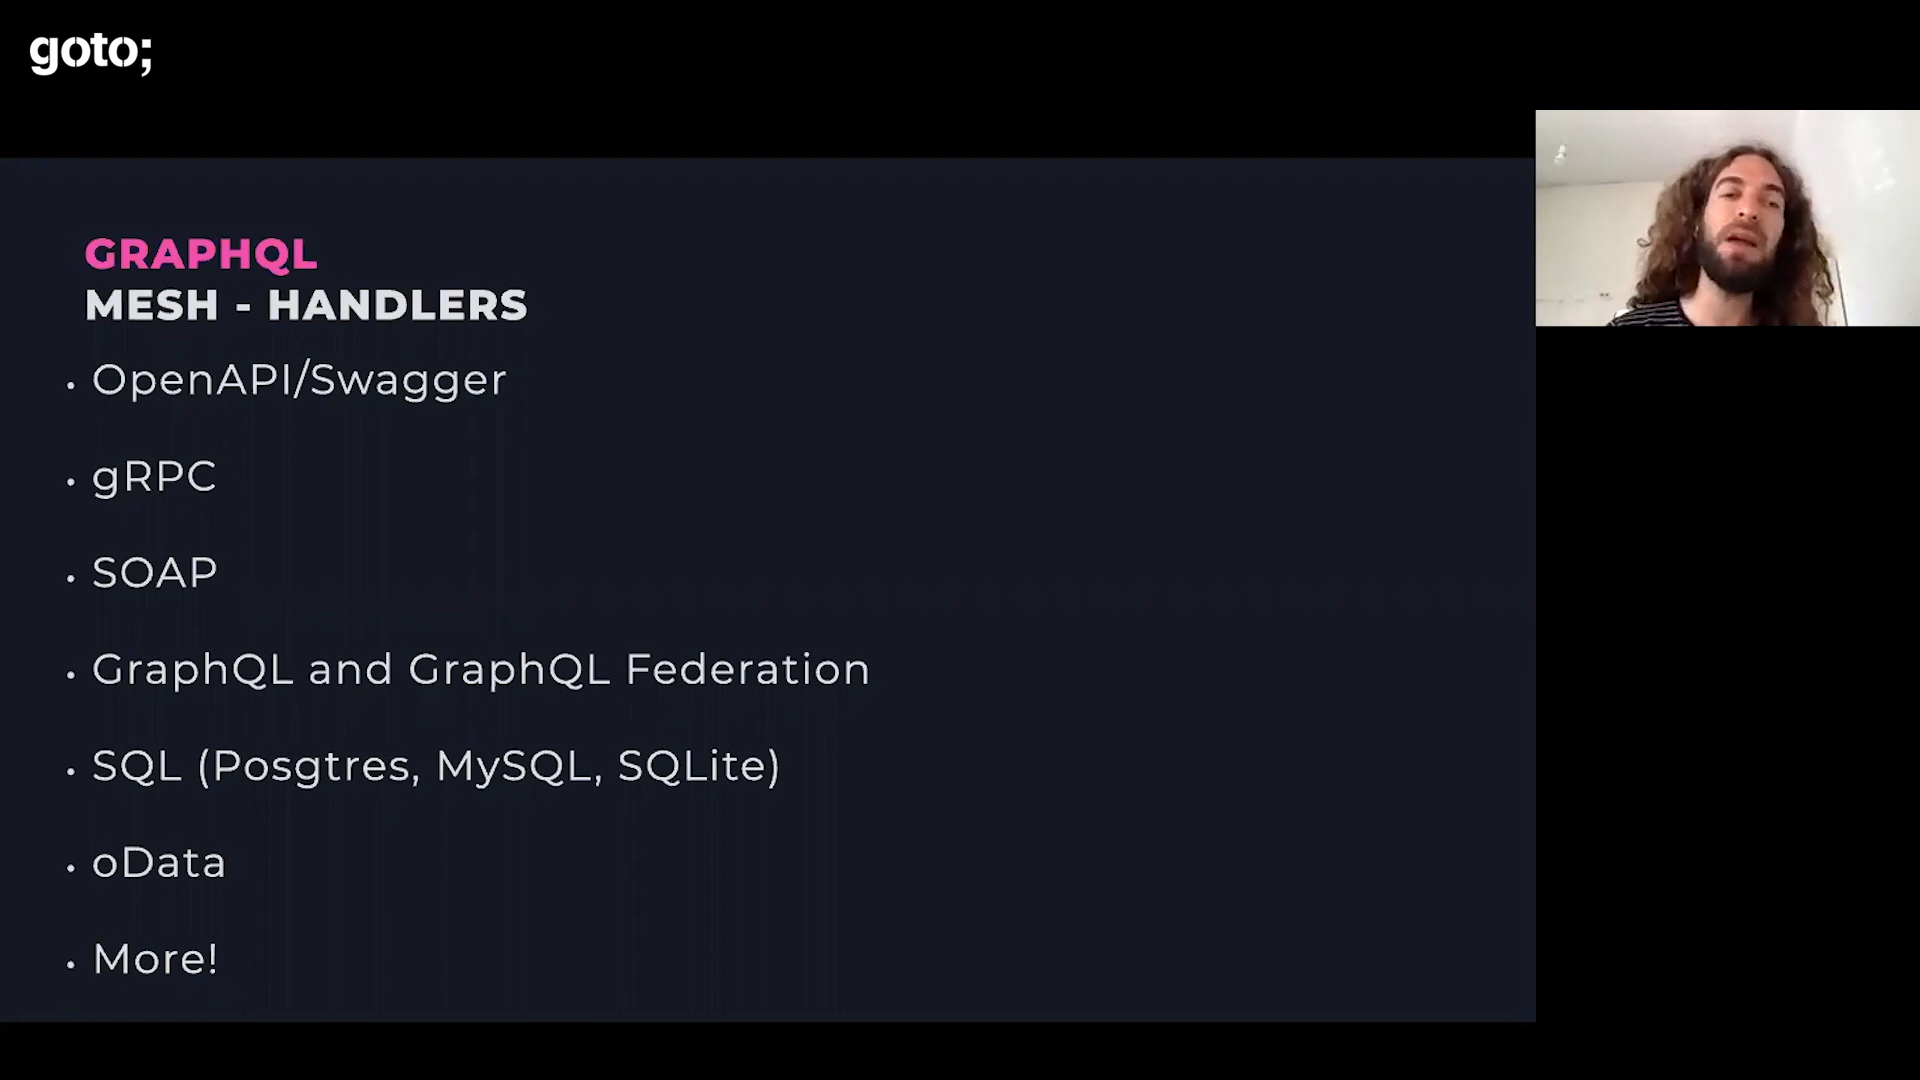 goto;
GRAPHQL
MESH - HANDLERS
• OpenAPI/Swagger
• gRPC
• SOAP
• GraphQL and GraphQL Federation
• SQL (Posgtres, MySQL, SQLite)
• oData
• More!